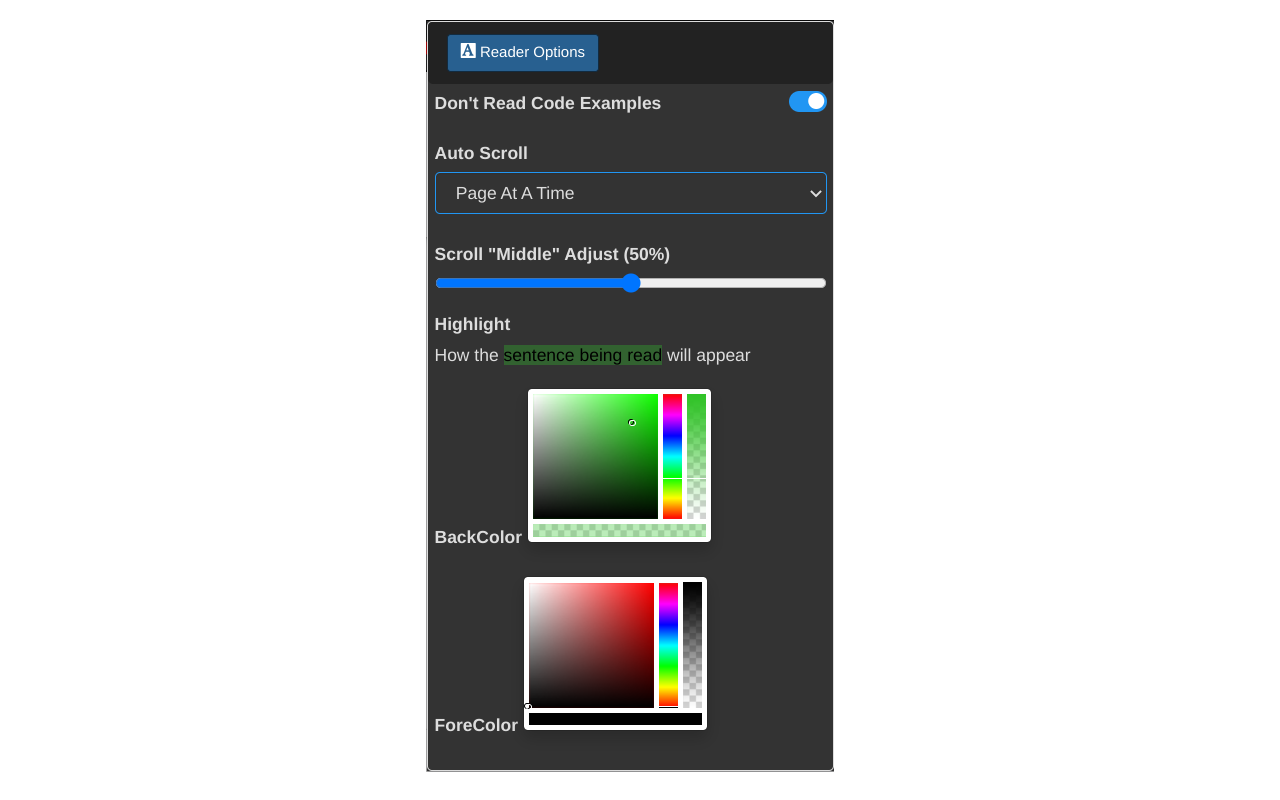 A Reader Options
Don't Read Code Examples
Auto Scroll
Page At A Time
Scroll "Middle" Adjust (50%)
Highlight
How the sentence being read will appear
BackColor
ForeColor